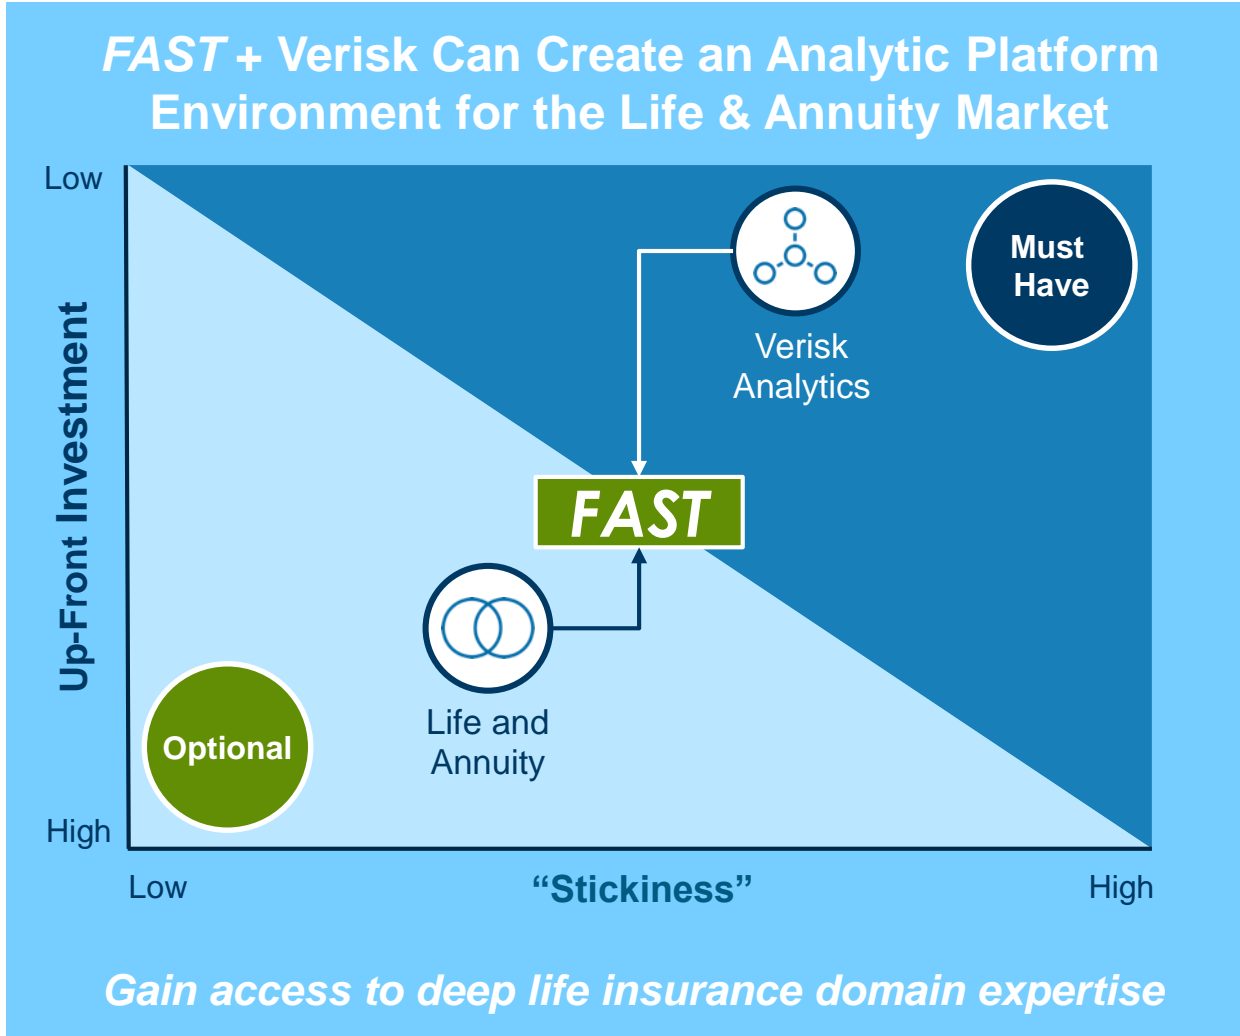 FAST + Verisk Can Create an Analytic Platform
Environment for the Life & Annuity Market
Low
Must
Have
Verisk
Analytics
Up-Front Investment
FAST
Life and
Annuity
Optional
High
Low
“Stickiness”
High
Gain access to deep life insurance domain expertise